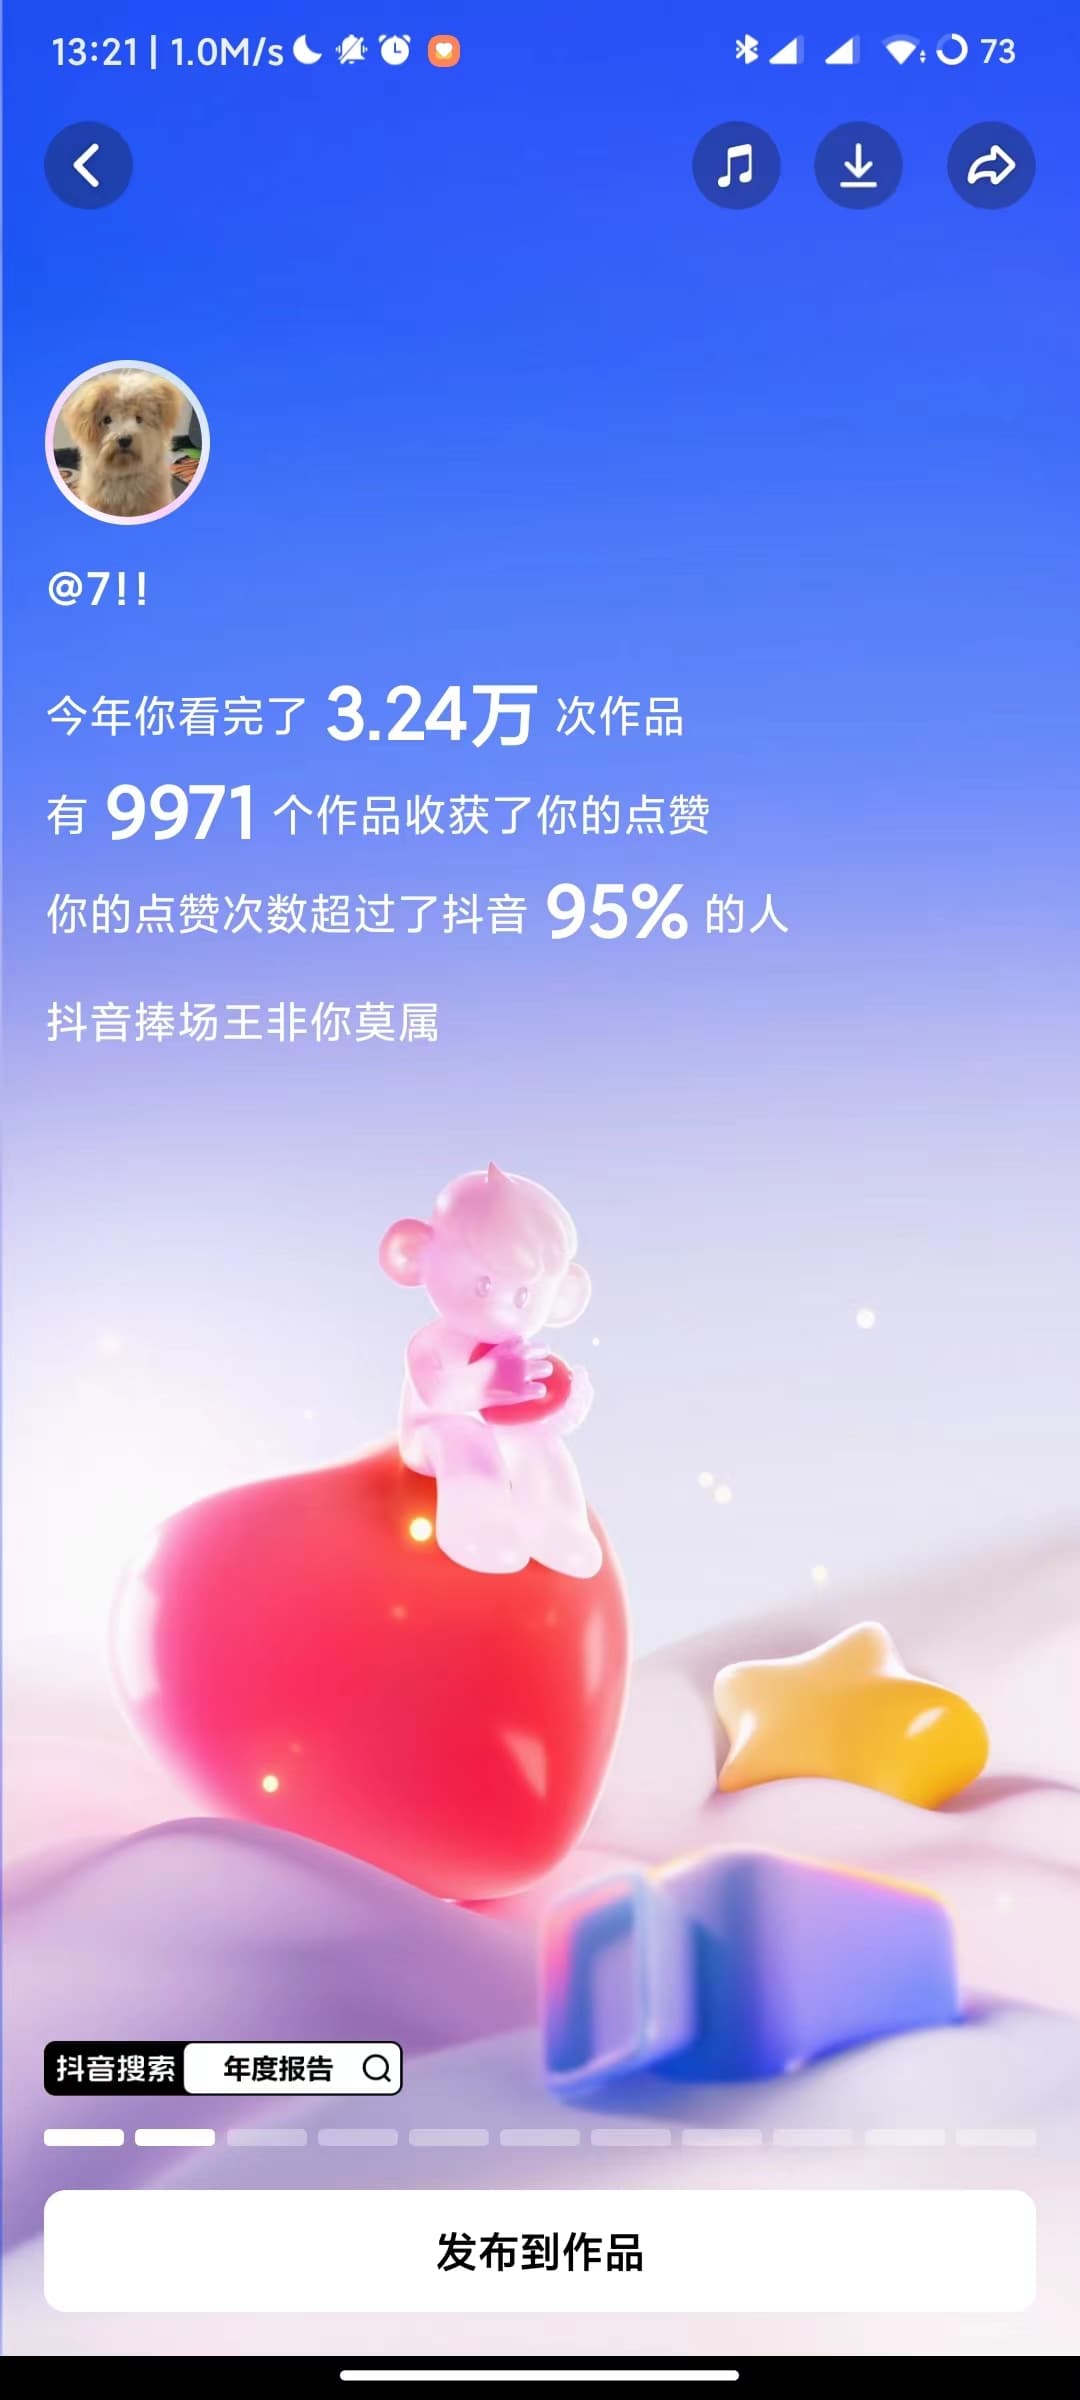 13:21 | 1.0M/s 73
@7!!
今年你看完了 3.24万 次作品
有 9971 个作品收获了你的点赞
你的点赞次数超过了抖音 95% 的人
抖音捧场王非你莫属
抖音搜索 年度报告
发布到作品